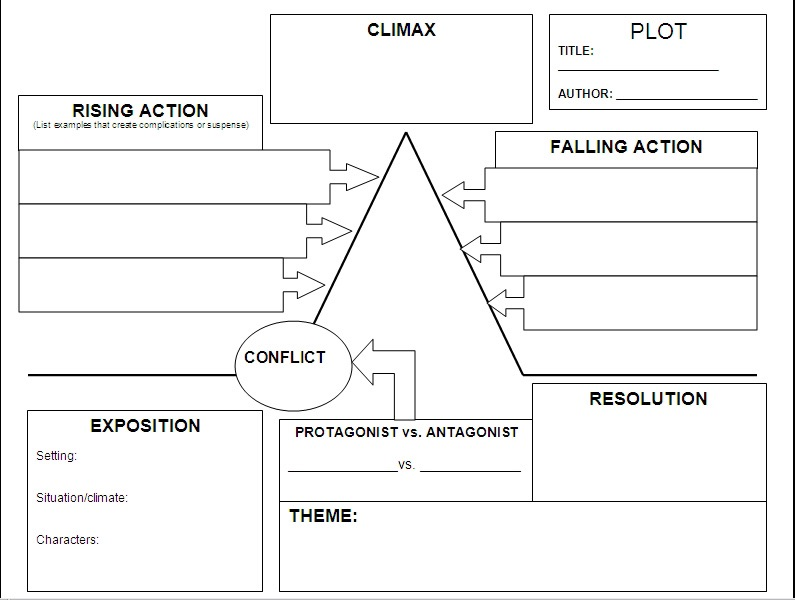 CLIMAX
PLOT
TITLE:
AUTHOR:
RISING ACTION
(List examples that create complications or suspense)
FALLING ACTION
CONFLICT
RESOLUTION
EXPOSITION
Setting:
Situation/climate:
Characters:
PROTAGONIST vs. ANTAGONIST
vs.
THEME: